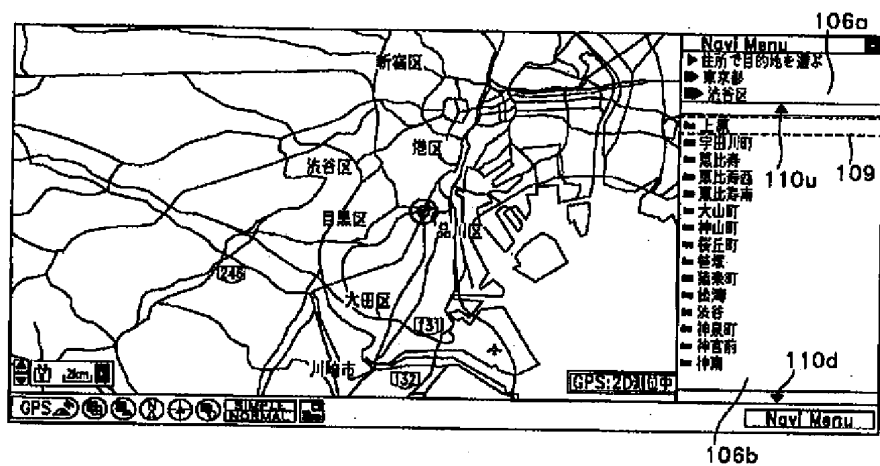 106a
Navi Menu
住所で目的地を選ぶ
東京都
渋谷区
新宿区
港区
渋谷区
目黒区
品川区
大田区
川崎市
246
131
132
2km
GPS:2D測位中
上原
宇田川町
恵比寿
恵比寿西
恵比寿南
大山町
神山町
桜丘町
笹塚
猿楽町
松濤
渋谷
神泉町
神宮前
神南
110u
109
110d
GPS
SIMPLE
NORMAL
Navi Menu
106b